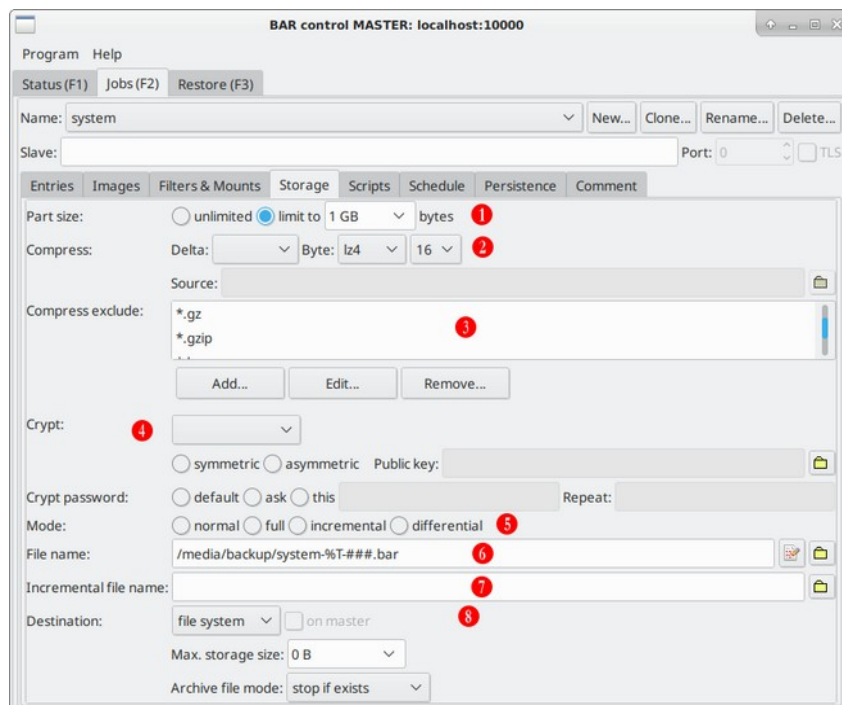 BAR control MASTER: localhost:10000
Program Help
Status (F1) Jobs (F2) Restore (F3)
Name: system New... Clone... Rename... Delete...
Slave: Port: 0 TLS
Entries Images Filters & Mounts Storage Scripts Schedule Persistence Comment
Part size: unlimited limit to 1 GB bytes 1
Compress: Delta: Byte: lz4 16 2
Source:
Compress exclude: *.gz
*.gzip 3
Add... Edit... Remove...
Crypt: 4
symmetric asymmetric Public key:
Crypt password: default ask this Repeat:
Mode: normal full incremental differential 5
File name: /media/backup/system-%T-###.bar 6
Incremental file name: 7
Destination: file system on master 8
Max. storage size: 0 B
Archive file mode: stop if exists